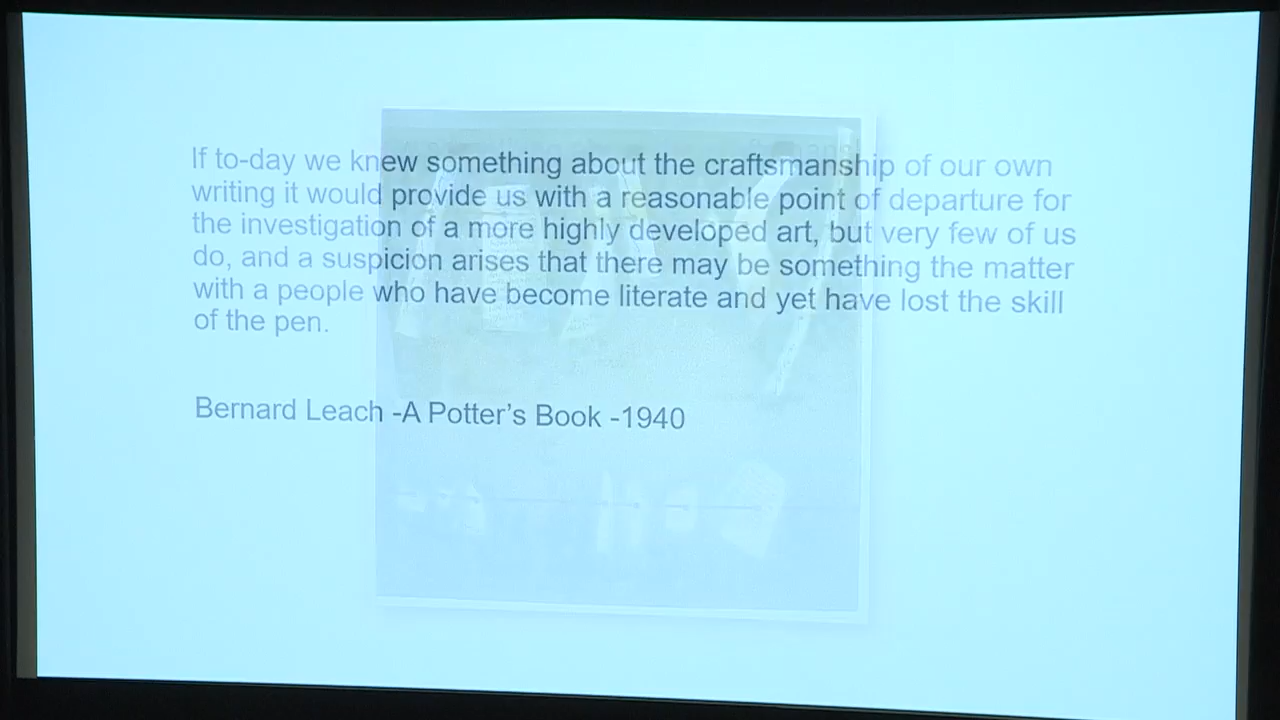 If to-day we knew something about the craftsmanship of our own
writing it would provide us with a reasonable point of departure for
the investigation of a more highly developed art, but very few of us
do, and a suspicion arises that there may be something the matter
with a people who have become literate and yet have lost the skill
of the pen.
Bernard Leach -A Potter's Book -1940